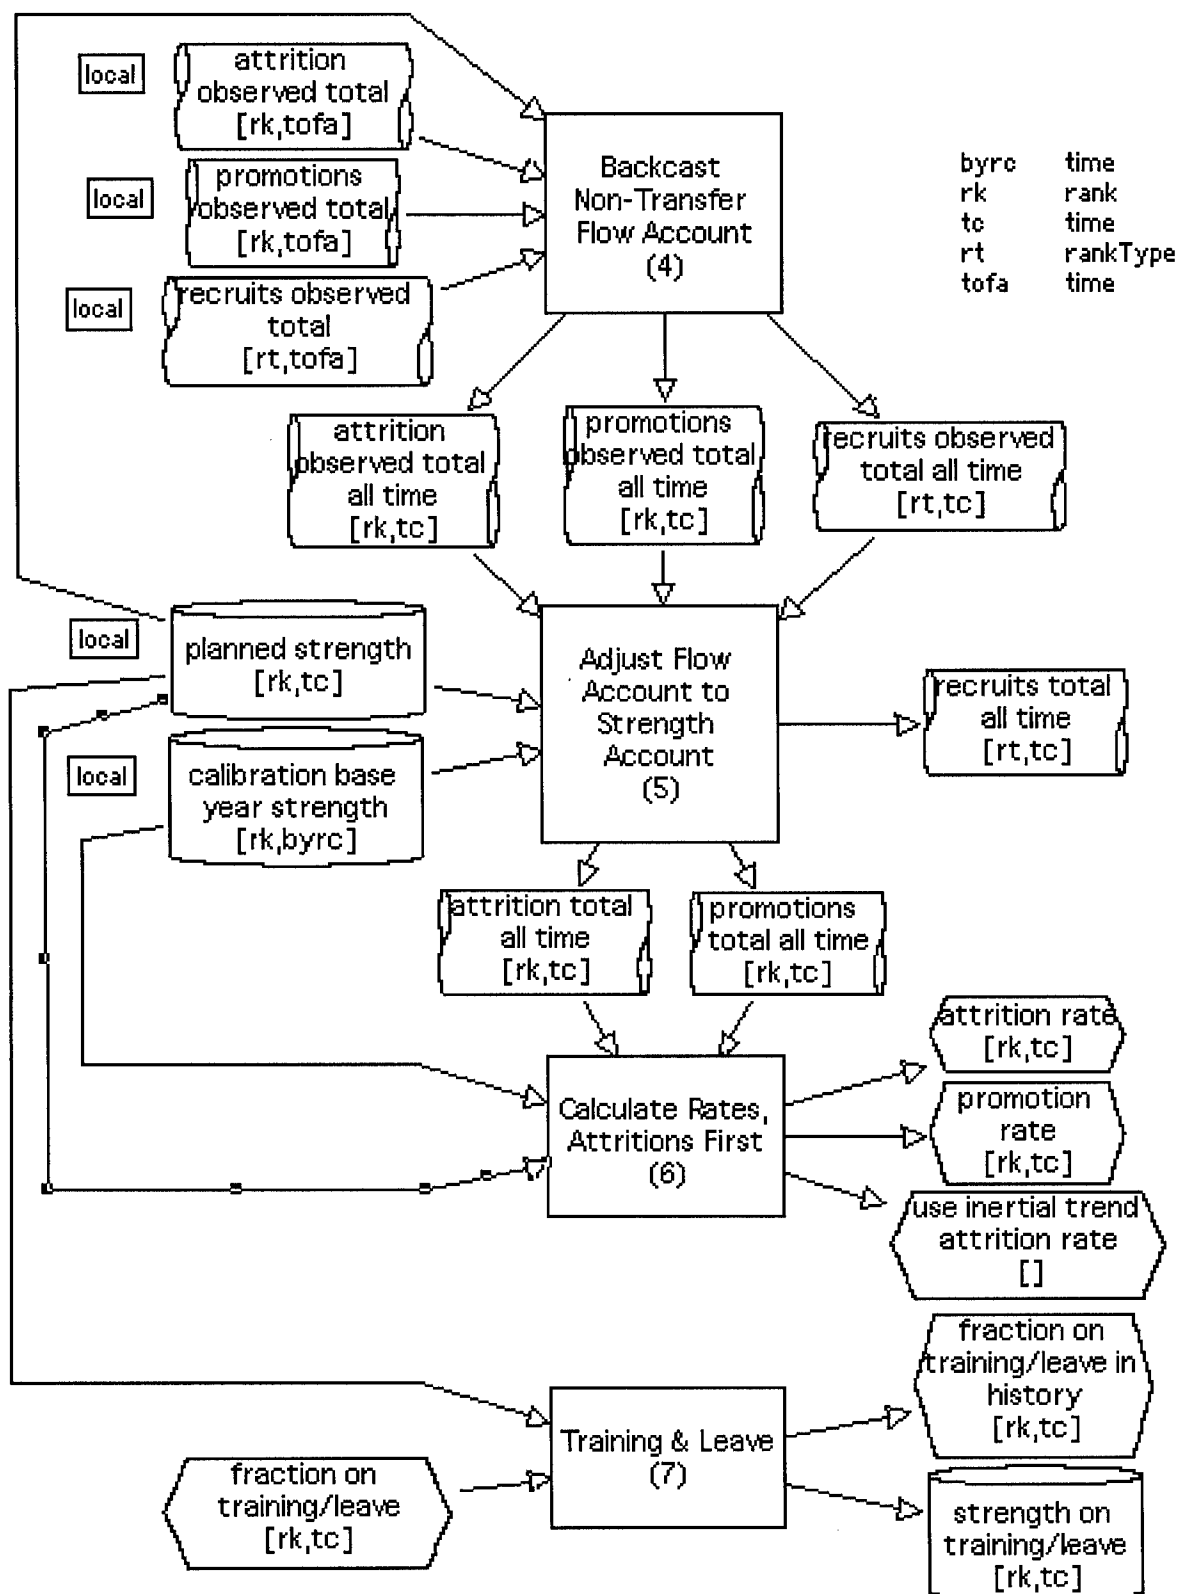 local
attrition
observed total
[rk,tofa]
local
promotions
observed total
[rk,tofa]
local
recruits observed
total
[rt,tofa]
Backcast
Non-Transfer
Flow Account
(4)
byrc time
rk rank
tc time
rt rankType
tofa time
attrition
observed total
all time
[rk,tc]
promotions
observed total
all time
[rk,tc]
recruits observed
total all time
[rt,tc]
local
planned strength
[rk,tc]
local
calibration base
year strength
[rk,byrc]
Adjust Flow
Account to
Strength
Account
(5)
recruits total
all time
[rt,tc]
attrition total
all time
[rk,tc]
promotions
total all time
[rk,tc]
Calculate Rates,
Attritions First
(6)
attrition rate
[rk,tc]
promotion
rate
[rk,tc]
use inertial trend
attrition rate
[]
fraction on
training/leave
[rk,tc]
Training & Leave
(7)
fraction on
training/leave in
history
[rk,tc]
strength on
training/leave
[rk,tc]